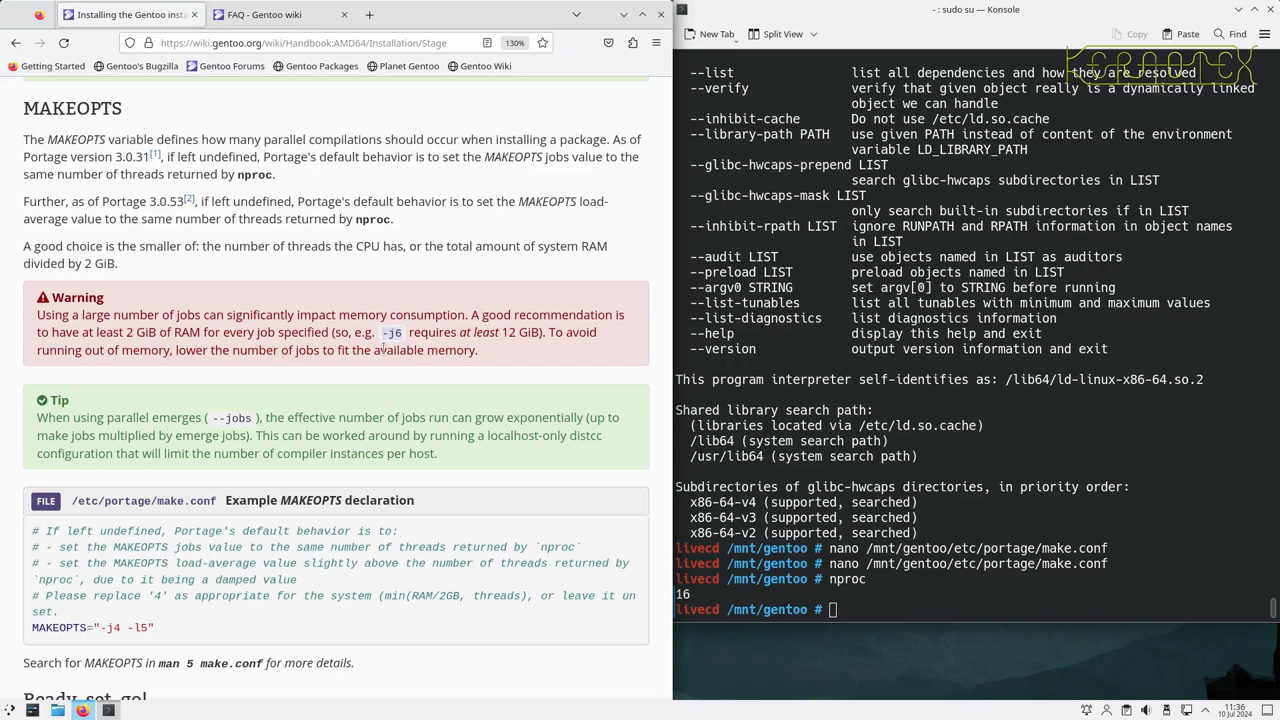 Installing the Gentoo inst
FAQ - Gentoo wiki
https://wiki.gentoo.org/wiki/Handbook:AMD64/Installation/Stage
130%
Getting Started
Gentoo's Bugzilla
Gentoo Forums
Gentoo Packages
Planet Gentoo
Gentoo Wiki
MAKEOPTS
The MAKEOPTS variable defines how many parallel compilations should occur when installing a package. As of
Portage version 3.0.31[1], if left undefined, Portage's default behavior is to set the MAKEOPTS jobs value to the
same number of threads returned by nproc.
Further, as of Portage 3.0.53[2], if left undefined, Portage's default behavior is to set the MAKEOPTS load-
average value to the same number of threads returned by nproc.
A good choice is the smaller of: the number of threads the CPU has, or the total amount of system RAM
divided by 2 GiB.
Warning
Using a large number of jobs can significantly impact memory consumption. A good recommendation is
to have at least 2 GiB of RAM for every job specified (so, e.g. -j6 requires at least 12 GiB). To avoid
running out of memory, lower the number of jobs to fit the available memory.
Tip
When using parallel emerges ( --jobs ), the effective number of jobs run can grow exponentially (up to
make jobs multiplied by emerge jobs). This can be worked around by running a localhost-only distcc
configuration that will limit the number of compiler instances per host.
FILE /etc/portage/make.conf Example MAKEOPTS declaration
# If left undefined, Portage's default behavior is to:
# - set the MAKEOPTS jobs value to the same number of threads returned by `nproc`
# - set the MAKEOPTS load-average value slightly above the number of threads returned by
`nproc`, due to it being a damped value
# Please replace '4' as appropriate for the system (min(RAM/2GB, threads), or leave it un
set.
MAKEOPTS="-j4 -l5"
Search for MAKEOPTS in man 5 make.conf for more details.
Ready, set, go!
- : sudo su — Konsole
New Tab
Split View
Copy
Paste
Find
KERNOTEX
--list list all dependencies and how they are resolved
--verify verify that given object really is a dynamically linked
object we can handle
--inhibit-cache Do not use /etc/ld.so.cache
--library-path PATH use given PATH instead of content of the environment
variable LD_LIBRARY_PATH
--glibc-hwcaps-prepend LIST
search glibc-hwcaps subdirectories in LIST
--glibc-hwcaps-mask LIST
only search built-in subdirectories if in LIST
--inhibit-rpath LIST ignore RUNPATH and RPATH information in object names
in LIST
--audit LIST use objects named in LIST as auditors
--preload LIST preload objects named in LIST
--argv0 STRING set argv[0] to STRING before running
--list-tunables list all tunables with minimum and maximum values
--list-diagnostics list diagnostics information
--help display this help and exit
--version output version information and exit
This program interpreter self-identifies as: /lib64/ld-linux-x86-64.so.2
Shared library search path:
(libraries located via /etc/ld.so.cache)
/lib64 (system search path)
/usr/lib64 (system search path)
Subdirectories of glibc-hwcaps directories, in priority order:
x86-64-v4 (supported, searched)
x86-64-v3 (supported, searched)
x86-64-v2 (supported, searched)
livecd /mnt/gentoo # nano /mnt/gentoo/etc/portage/make.conf
livecd /mnt/gentoo # nano /mnt/gentoo/etc/portage/make.conf
livecd /mnt/gentoo # nproc
16
livecd /mnt/gentoo #
11:36
10 Jul 2024